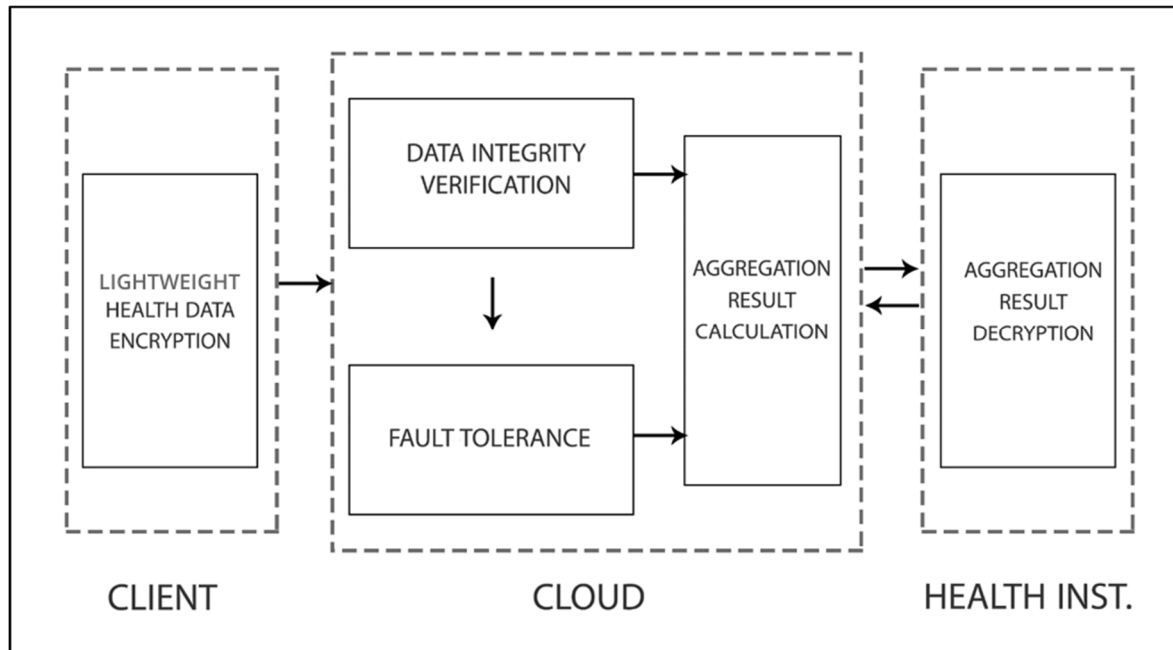 LIGHTWEIGHT
HEALTH DATA
ENCRYPTION
DATA INTEGRITY
VERIFICATION
FAULT TOLERANCE
AGGREGATION
RESULT
CALCULATION
AGGREGATION
RESULT
DECRYPTION
CLIENT
CLOUD
HEALTH INST.